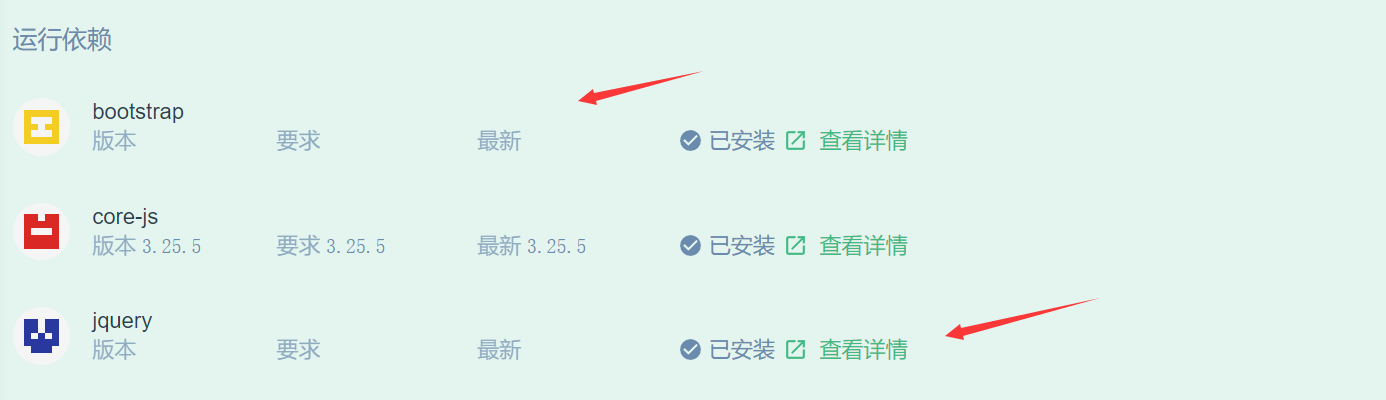 运行依赖
bootstrap
版本 要求 最新 已安装 查看详情
core-js
版本 3.25.5 要求 3.25.5 最新 3.25.5 已安装 查看详情
jquery
版本 要求 最新 已安装 查看详情